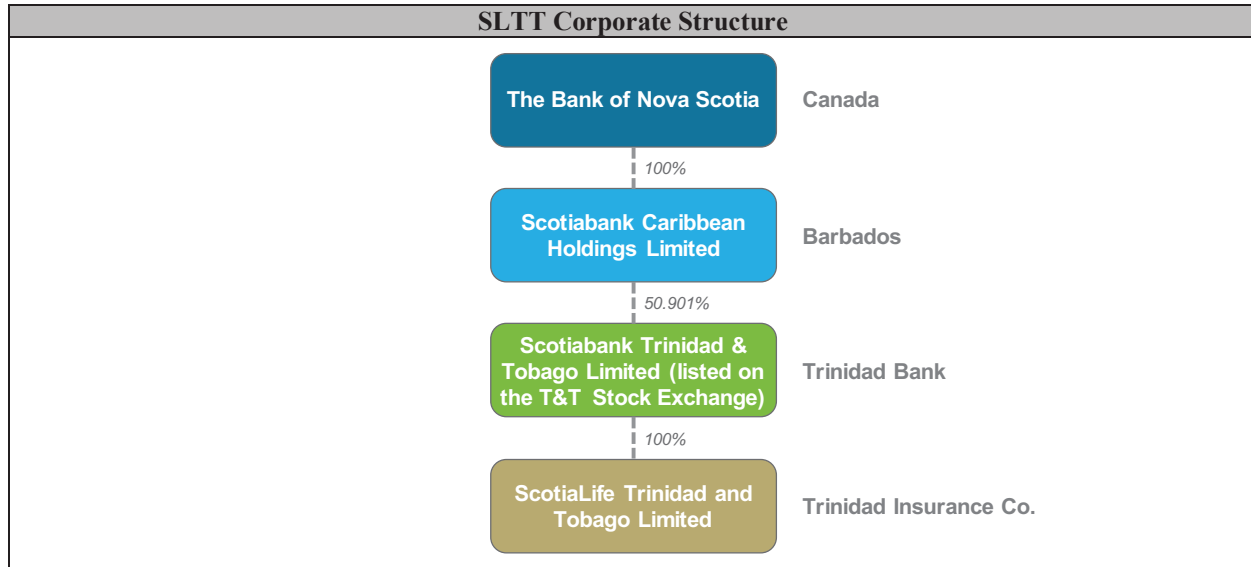 SLTT Corporate Structure
The Bank of Nova Scotia
Canada
100%
Scotiabank Caribbean
Holdings Limited
Barbados
50.901%
Scotiabank Trinidad &
Tobago Limited (listed on
the T&T Stock Exchange)
Trinidad Bank
100%
ScotiaLife Trinidad and
Tobago Limited
Trinidad Insurance Co.